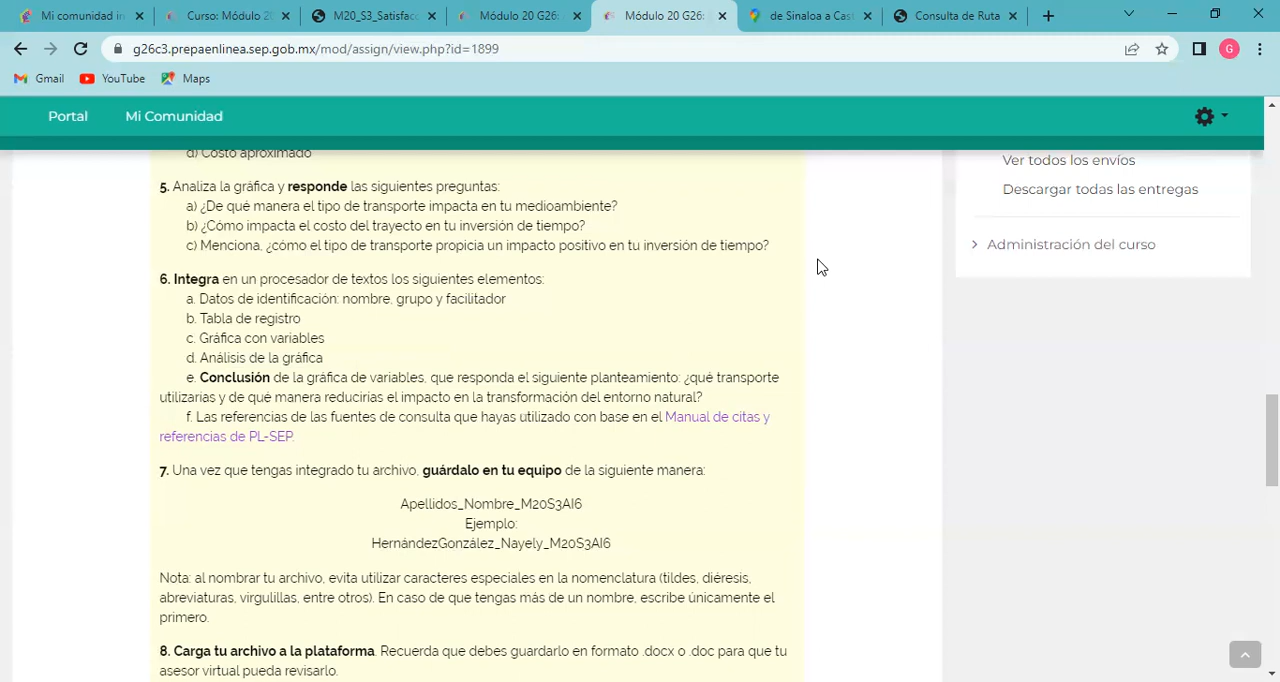 Mi comunidad in
Curso: Módulo 20
M20_S3_Satisfacc
Módulo 20 G26:
Módulo 20 G26:
de Sinaloa a Cast
Consulta de Ruta
g26c3.prepaenlinea.sep.gob.mx/mod/assign/view.php?id=1899
G
Gmail
YouTube
Maps
Portal
Mi Comunidad
d) Costo aproximado
5. Analiza la gráfica y responde las siguientes preguntas:
a) ¿De qué manera el tipo de transporte impacta en tu medioambiente?
b) ¿Cómo impacta el costo del trayecto en tu inversión de tiempo?
c) Menciona, ¿cómo el tipo de transporte propicia un impacto positivo en tu inversión de tiempo?
6. Integra en un procesador de textos los siguientes elementos:
a. Datos de identificación: nombre, grupo y facilitador
b. Tabla de registro
c. Gráfica con variables
d. Análisis de la gráfica
e. Conclusión de la gráfica de variables, que responda el siguiente planteamiento: ¿qué transporte
utilizarías y de qué manera reducirías el impacto en la transformación del entorno natural?
f. Las referencias de las fuentes de consulta que hayas utilizado con base en el Manual de citas y
referencias de PL-SEP.
7. Una vez que tengas integrado tu archivo, guárdalo en tu equipo de la siguiente manera:
Apellidos_Nombre_M20S3AI6
Ejemplo:
HernándezGonzález_Nayely_M20S3AI6
Nota: al nombrar tu archivo, evita utilizar caracteres especiales en la nomenclatura (tildes, diéresis,
abreviaturas, virgulillas, entre otros). En caso de que tengas más de un nombre, escribe únicamente el
primero.
8. Carga tu archivo a la plataforma. Recuerda que debes guardarlo en formato .docx o .doc para que tu
asesor virtual pueda revisarlo.
Ver todos los envíos
Descargar todas las entregas
Administración del curso